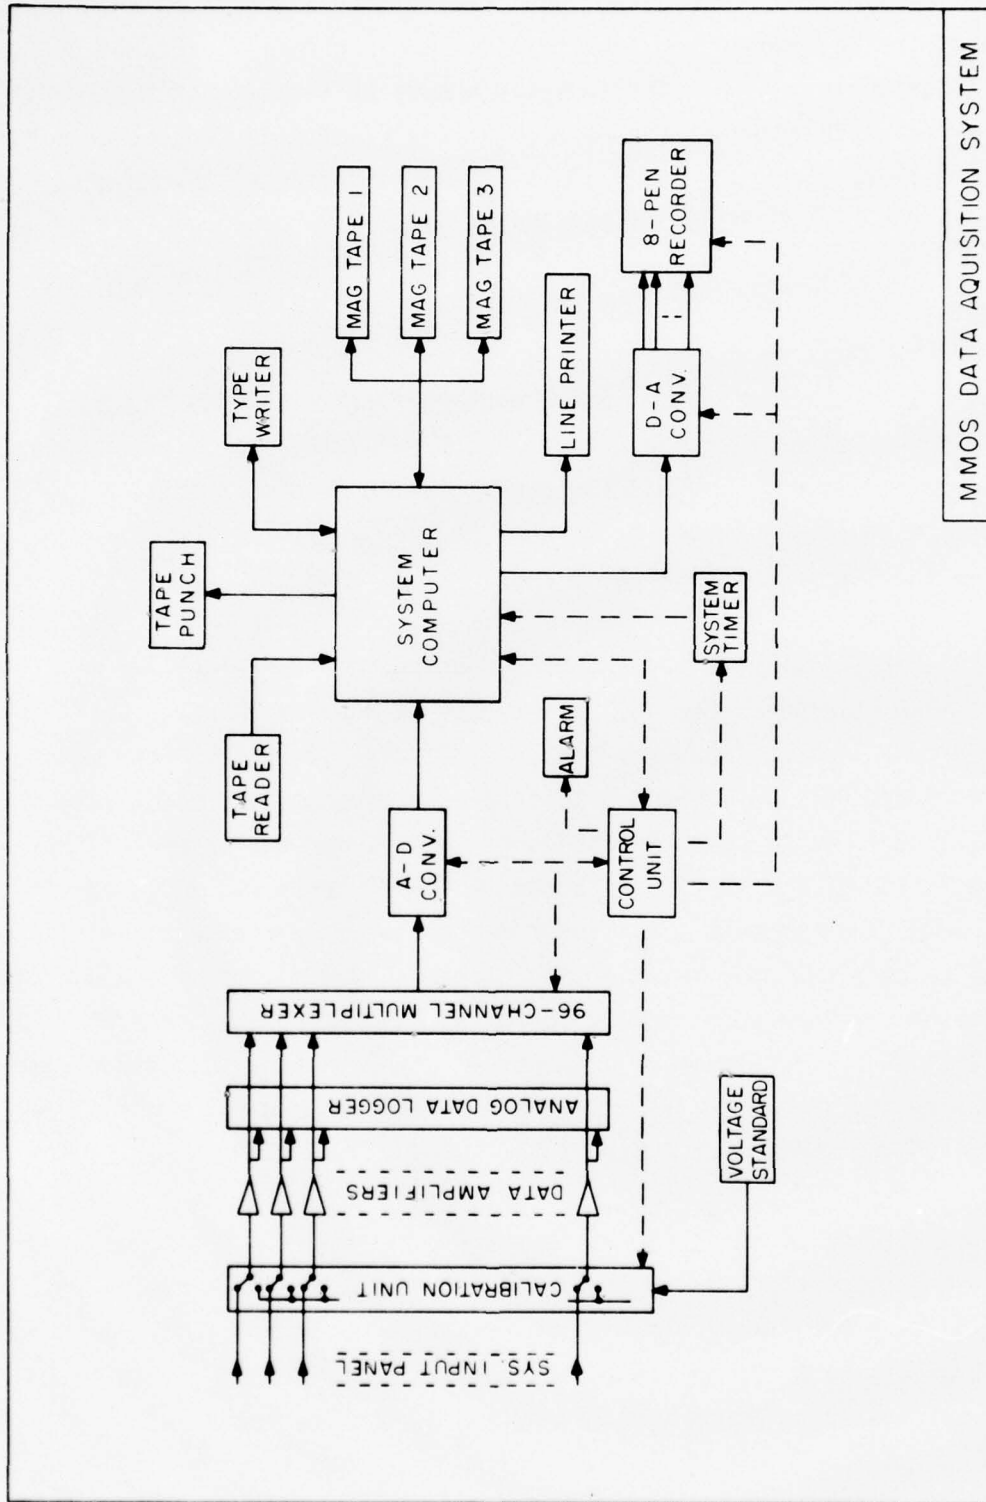 TAPE
READER
TAPE
PUNCH
TYPE
WRITER
MAG TAPE 1
MAG TAPE 2
MAG TAPE 3
SYS. INPUT PANEL
CALIBRATION UNIT
DATA AMPLIFIERS
ANALOG DATA LOGGER
96-CHANNEL MULTIPLEXER
A-D
CONV.
SYSTEM
COMPUTER
LINE PRINTER
ALARM
CONTROL
UNIT
SYSTEM
TIMER
D-A
CONV.
8-PEN
RECORDER
VOLTAGE
STANDARD
MMOS DATA AQUISITION SYSTEM